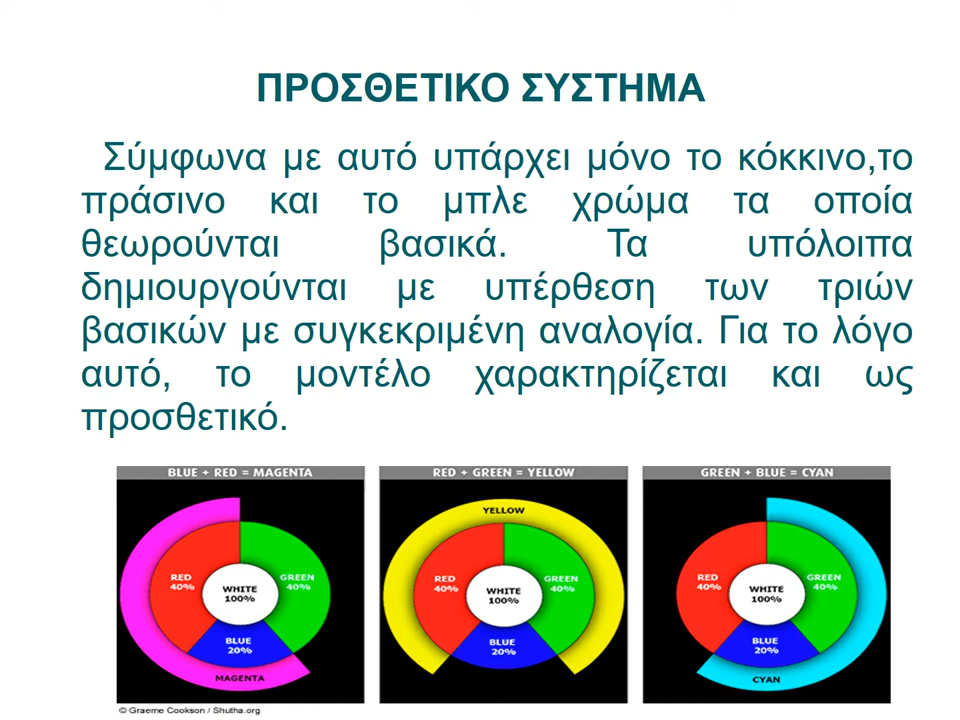 ΠΡΟΣΘΕΤΙΚΟ ΣΥΣΤΗΜΑ
Σύμφωνα με αυτό υπάρχει μόνο το κόκκινο,το
πράσινο και το μπλε χρώμα τα οποία
θεωρούνται βασικά. Τα υπόλοιπα
δημιουργούνται με υπέρθεση των τριών
βασικών με συγκεκριμένη αναλογία. Για το λόγο
αυτό, το μοντέλο χαρακτηρίζεται και ως
προσθετικό.
BLUE + RED = MAGENTA
RED
40%
GREEN
40%
WHITE
100%
BLUE
20%
MAGENTA
RED + GREEN = YELLOW
YELLOW
RED
40%
GREEN
40%
WHITE
100%
BLUE
20%
GREEN + BLUE = CYAN
RED
40%
GREEN
40%
WHITE
100%
BLUE
20%
CYAN
© Graeme Cookson / Shutha.org